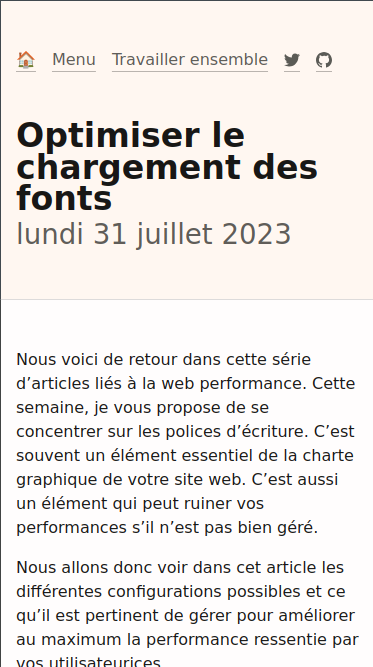 Menu Travailler ensemble
Optimiser le
chargement des
fonts
lundi 31 juillet 2023
Nous voici de retour dans cette série
d’articles liés à la web performance. Cette
semaine, je vous propose de se
concentrer sur les polices d’écriture. C’est
souvent un élément essentiel de la charte
graphique de votre site web. C’est aussi
un élément qui peut ruiner vos
performances s’il n’est pas bien géré.
Nous allons donc voir dans cet article les
différentes configurations possibles et ce
qu’il est pertinent de gérer pour améliorer
au maximum la performance ressentie par
vos utilisateurices.